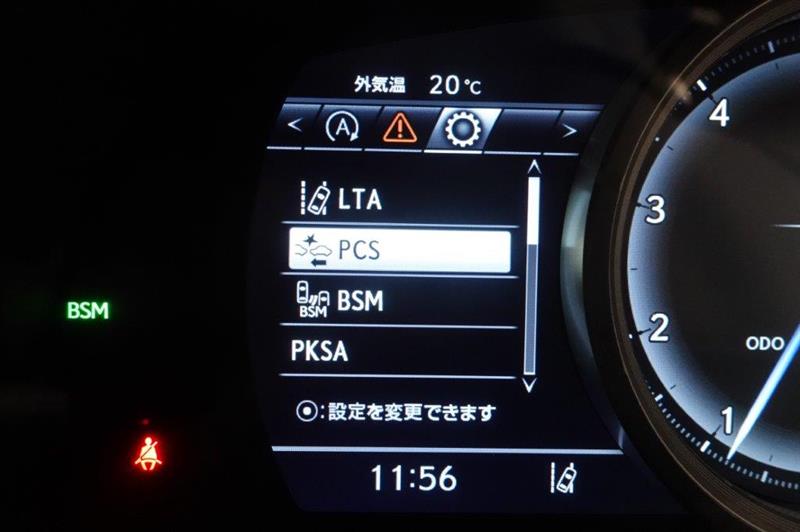 外気温 20℃
< A >
LTA
PCS
BSM BSM
PKSA
⦿:設定を変更できます
11:56
BSM
4
3
2
1
ODO